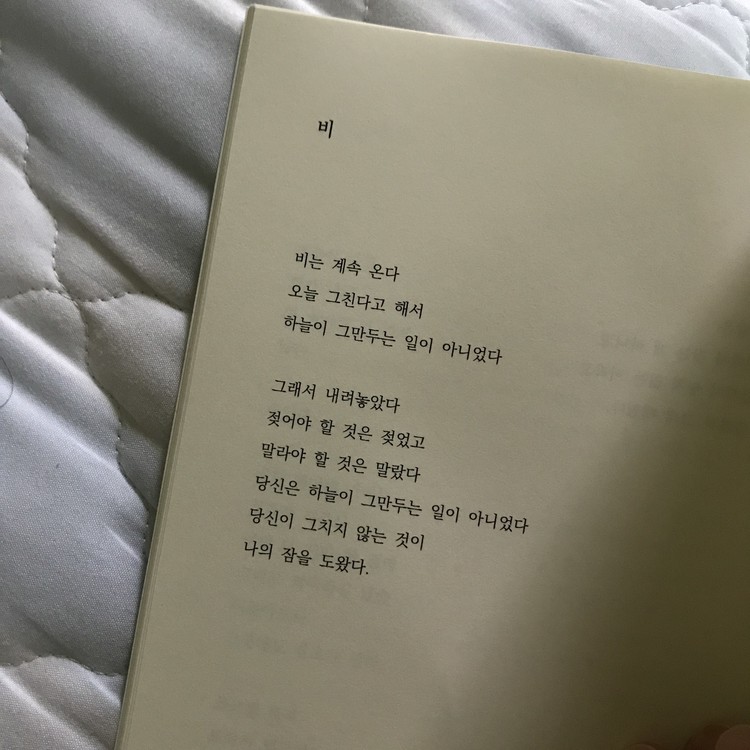 비
비는 계속 온다
오늘 그친다고 해서
하늘이 그만두는 일이 아니었다
그래서 내려놓았다
젖어야 할 것은 젖었고
말라야 할 것은 말랐다
당신은 하늘이 그만두는 일이 아니었다
당신이 그치지 않는 것이
나의 잠을 도왔다.